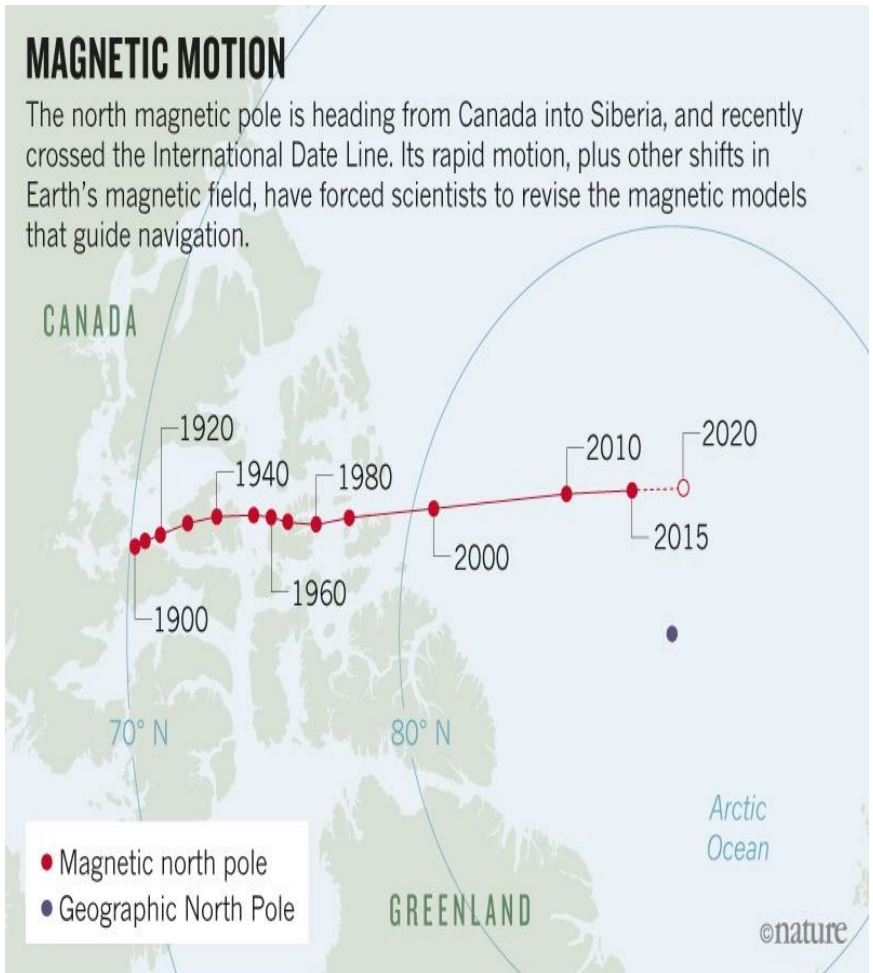 MAGNETIC MOTION
The north magnetic pole is heading from Canada into Siberia, and recently
crossed the International Date Line. Its rapid motion, plus other shifts in
Earth’s magnetic field, have forced scientists to revise the magnetic models
that guide navigation.
CANADA
1920
1940
1980
2010
2020
2000
2015
1960
1900
70° N
80° N
Arctic
Ocean
Magnetic north pole
Geographic North Pole
GREENLAND
©nature